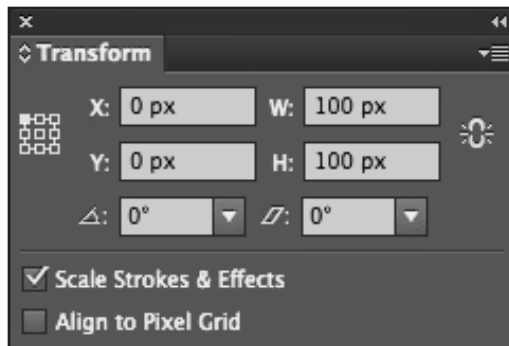 Transform
X: 0 px W: 100 px
Y: 0 px H: 100 px
0° 0°
Scale Strokes & Effects
Align to Pixel Grid